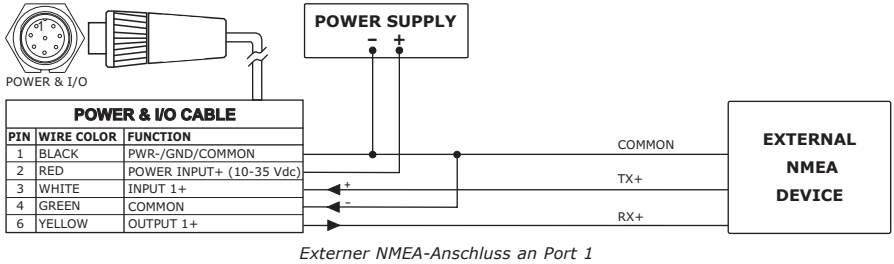 POWER SUPPLY
– +
1
POWER & I/O
POWER & I/O CABLE
PIN WIRE COLOR FUNCTION
1 BLACK PWR-/GND/COMMON
2 RED POWER INPUT+ (10-35 Vdc)
3 WHITE INPUT 1+
4 GREEN COMMON
6 YELLOW OUTPUT 1+
+
–
COMMON
TX+
RX+
EXTERNAL
NMEA
DEVICE
Externer NMEA-Anschluss an Port 1